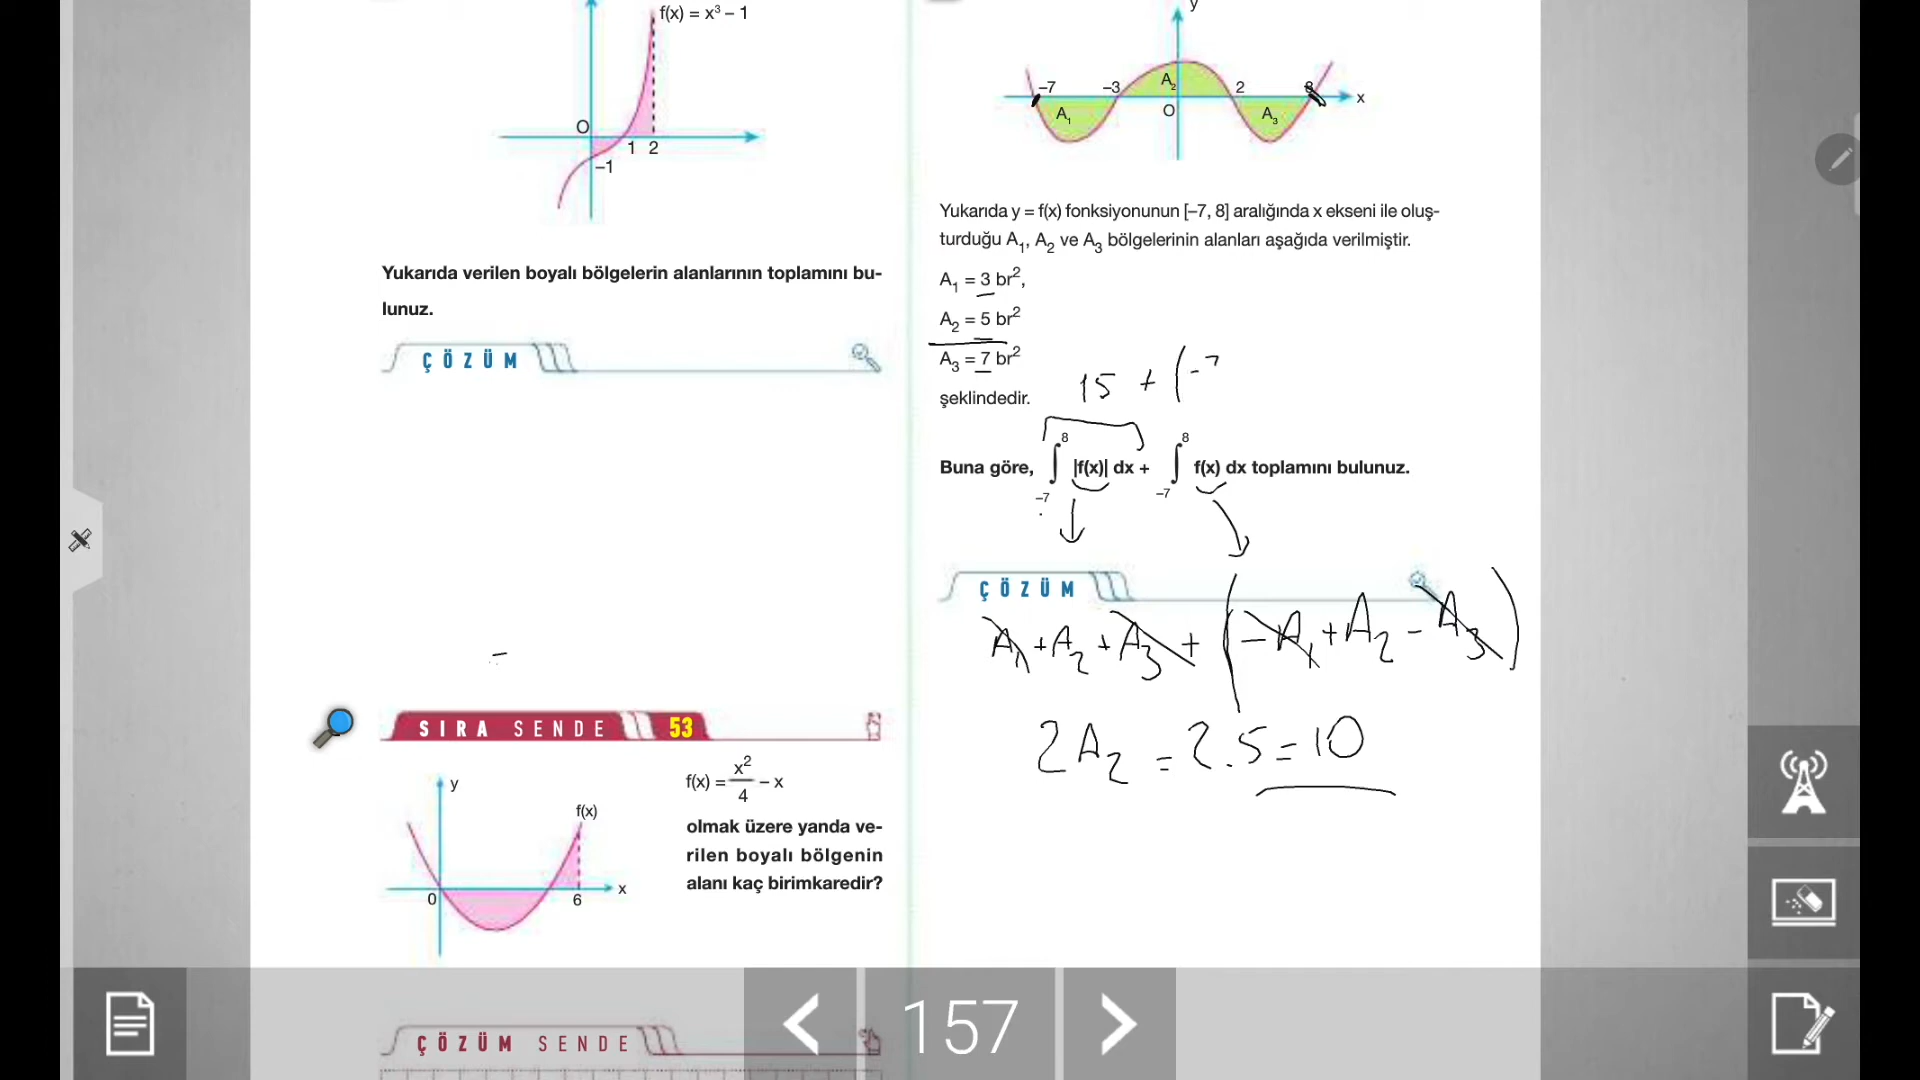 f(x) = x³ – 1
O
1 2
–1
Yukarıda verilen boyalı bölgelerin alanlarının toplamını bu-
lunuz.
ÇÖZÜM
SIRA SENDE 53
y
f(x)
0
6
x
f(x) = x²/4 – x
olmak üzere yanda ve-
rilen boyalı bölgenin
alanı kaç birimkaredir?
ÇÖZÜM SENDE
y
–7 –3 A₂ 2 8
A₁ O A₃
x
Yukarıda y = f(x) fonksiyonunun [–7, 8] aralığında x ekseni ile oluş-
turduğu A₁, A₂ ve A₃ bölgelerinin alanları aşağıda verilmiştir.
A₁ = 3 br²,
A₂ = 5 br²
A₃ = 7 br²
şeklindedir.
15 + (-7
Buna göre, ∫₋₇⁸ |f(x)| dx + ∫₋₇⁸ f(x) dx toplamını bulunuz.
ÇÖZÜM
A₁ + A₂ + A₃ + (-A₁ + A₂ - A₃)
2A₂ = 2.5 = 10
157